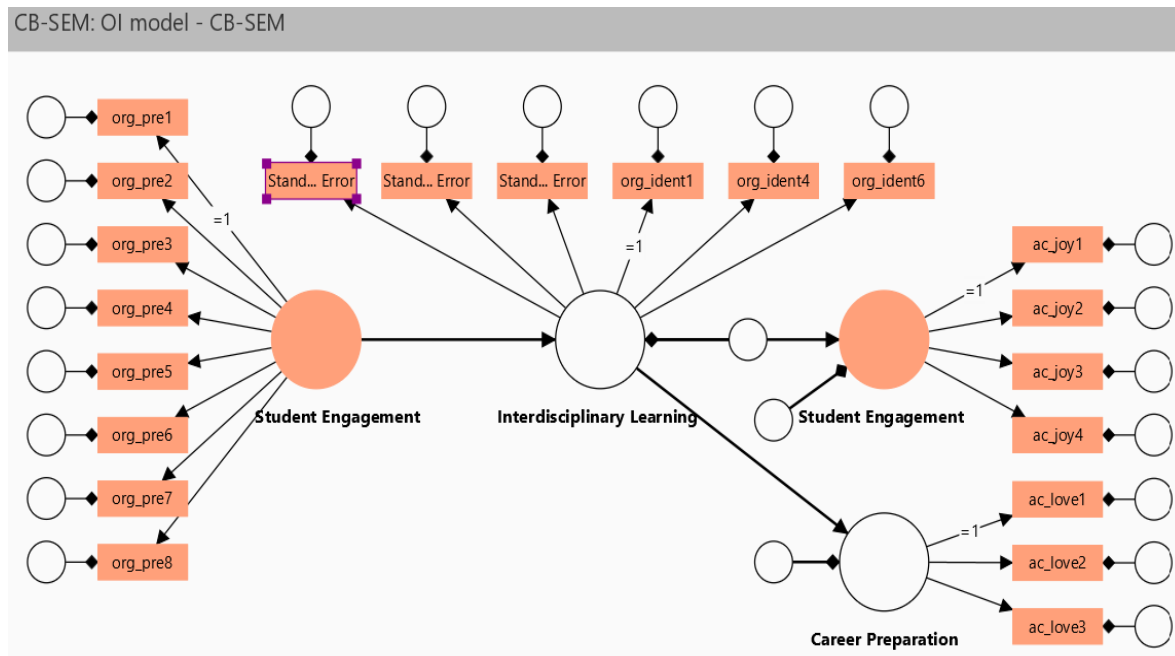 CB-SEM: OI model - CB-SEM
org_pre1
org_pre2
org_pre3
org_pre4
org_pre5
org_pre6
org_pre7
org_pre8
=1
Student Engagement
Stand... Error
Stand... Error
Stand... Error
org_ident1
org_ident4
org_ident6
=1
Interdisciplinary Learning
Student Engagement
=1
ac_joy1
ac_joy2
ac_joy3
ac_joy4
Career Preparation
=1
ac_love1
ac_love2
ac_love3